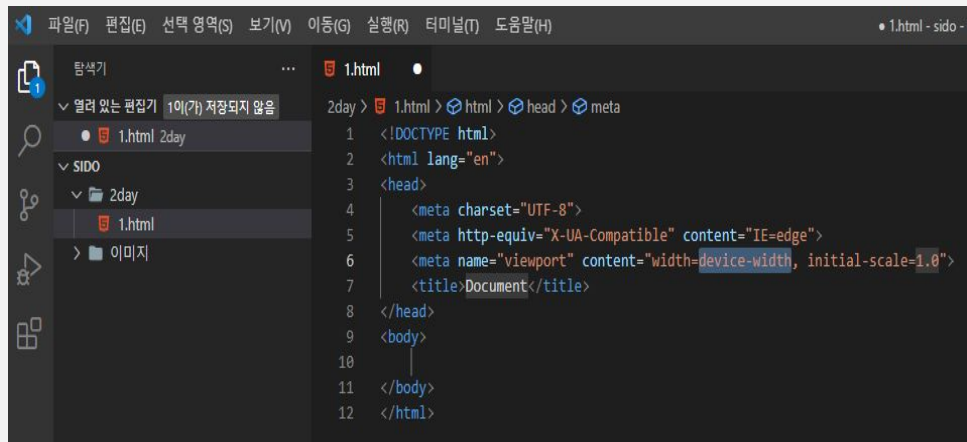 파일(F) 편집(E) 선택 영역(S) 보기(V) 이동(G) 실행(R) 터미널(T) 도움말(H) ● 1.html - sido -
탐색기 ···
열려 있는 편집기 1이(가) 저장되지 않음
● 1.html 2day
SIDO
2day
1.html
이미지
1
1.html ●
2day > 1.html > html > head > meta
1 <!DOCTYPE html>
2 <html lang="en">
3 <head>
4 <meta charset="UTF-8">
5 <meta http-equiv="X-UA-Compatible" content="IE=edge">
6 <meta name="viewport" content="width=device-width, initial-scale=1.0">
7 <title>Document</title>
8 </head>
9 <body>
10
11 </body>
12 </html>